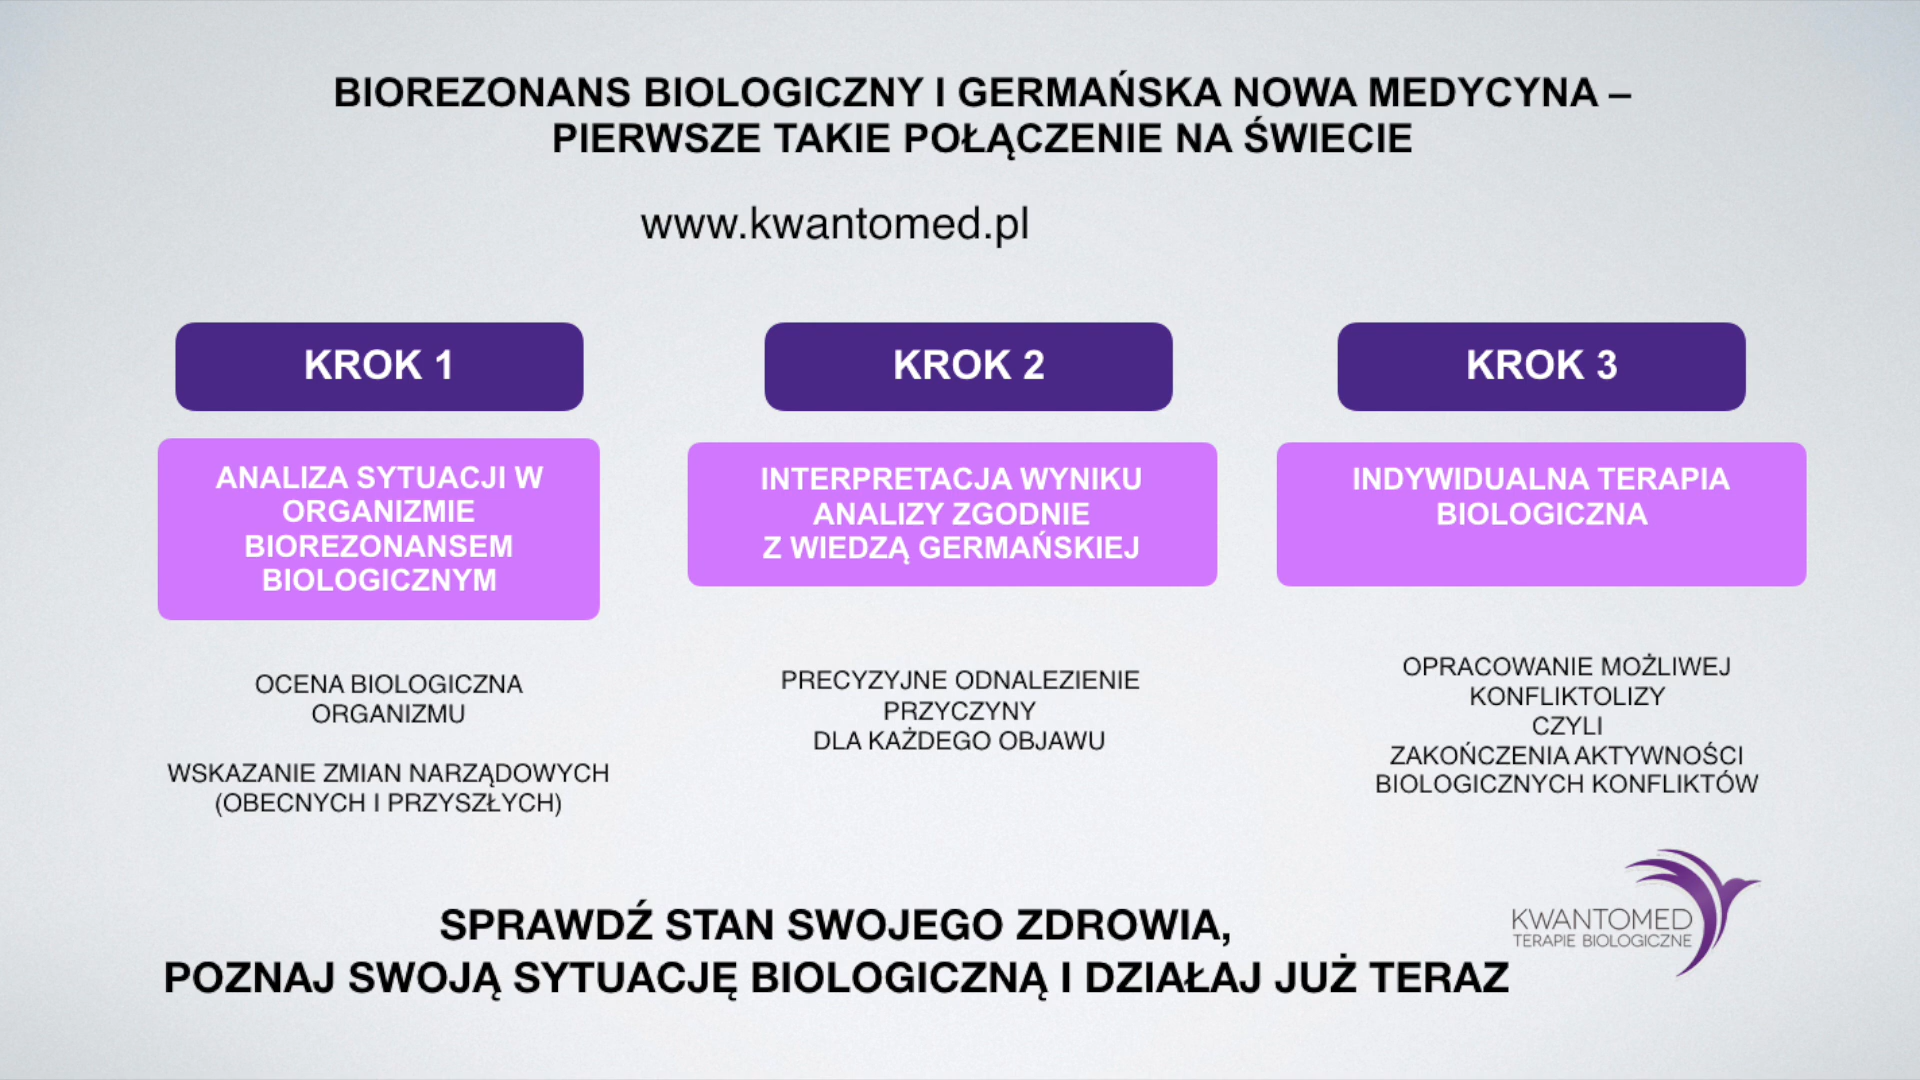 BIOREZONANS BIOLOGICZNY I GERMAŃSKA NOWA MEDYCYNA –
PIERWSZE TAKIE POŁĄCZENIE NA ŚWIECIE
www.kwantomed.pl
KROK 1
ANALIZA SYTUACJI W
ORGANIZMIE
BIOREZONANSEM
BIOLOGICZNYM
OCENA BIOLOGICZNA
ORGANIZMU
WSKAZANIE ZMIAN NARZĄDOWYCH
(OBECNYCH I PRZYSZŁYCH)
KROK 2
INTERPRETACJA WYNIKU
ANALIZY ZGODNIE
Z WIEDZĄ GERMAŃSKIEJ
PRECYZYJNE ODNALEZIENIE
PRZYCZYNY
DLA KAŻDEGO OBJAWU
KROK 3
INDYWIDUALNA TERAPIA
BIOLOGICZNA
OPRACOWANIE MOŻLIWEJ
KONFLIKTOLIZY
CZYLI
ZAKOŃCZENIA AKTYWNOŚCI
BIOLOGICZNYCH KONFLIKTÓW
SPRAWDŹ STAN SWOJEGO ZDROWIA,
POZNAJ SWOJĄ SYTUACJĘ BIOLOGICZNĄ I DZIAŁAJ JUŻ TERAZ
KWANTOMED
TERAPIE BIOLOGICZNE